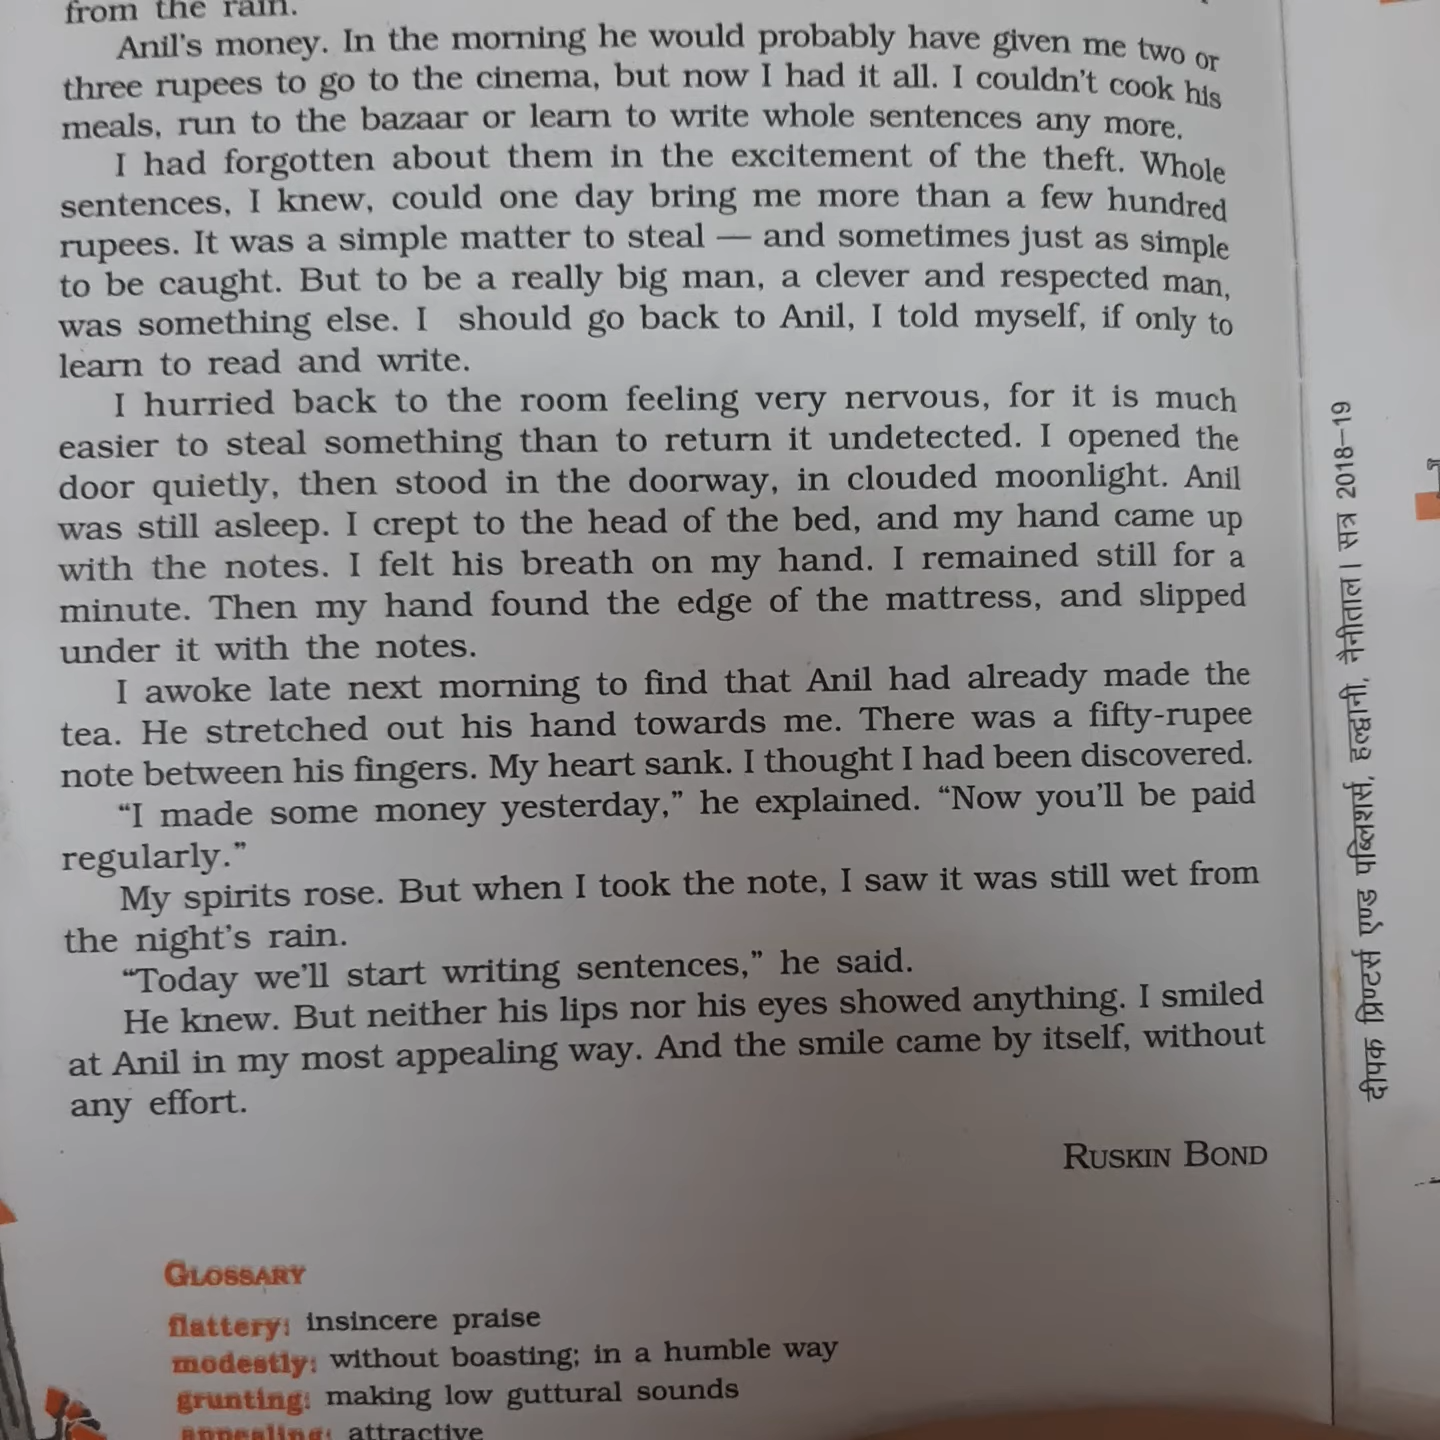 from the rain.
Anil's money. In the morning he would probably have given me two or
three rupees to go to the cinema, but now I had it all. I couldn't cook his
meals, run to the bazaar or learn to write whole sentences any more.
I had forgotten about them in the excitement of the theft. Whole
sentences, I knew, could one day bring me more than a few hundred
rupees. It was a simple matter to steal — and sometimes just as simple
to be caught. But to be a really big man, a clever and respected man,
was something else. I should go back to Anil, I told myself, if only to
learn to read and write.
I hurried back to the room feeling very nervous, for it is much
easier to steal something than to return it undetected. I opened the
door quietly, then stood in the doorway, in clouded moonlight. Anil
was still asleep. I crept to the head of the bed, and my hand came up
with the notes. I felt his breath on my hand. I remained still for a
minute. Then my hand found the edge of the mattress, and slipped
under it with the notes.
I awoke late next morning to find that Anil had already made the
tea. He stretched out his hand towards me. There was a fifty-rupee
note between his fingers. My heart sank. I thought I had been discovered.
“I made some money yesterday,” he explained. “Now you'll be paid
regularly.”
My spirits rose. But when I took the note, I saw it was still wet from
the night's rain.
“Today we'll start writing sentences,” he said.
He knew. But neither his lips nor his eyes showed anything. I smiled
at Anil in my most appealing way. And the smile came by itself, without
any effort.
RUSKIN BOND
GLOSSARY
flattery: insincere praise
modestly: without boasting; in a humble way
grunting: making low guttural sounds
appealing: attractive
दीपक प्रिण्टर्स एण्ड पब्लिशर्स, हल्द्वानी, नैनीताल। सत्र 2018–19